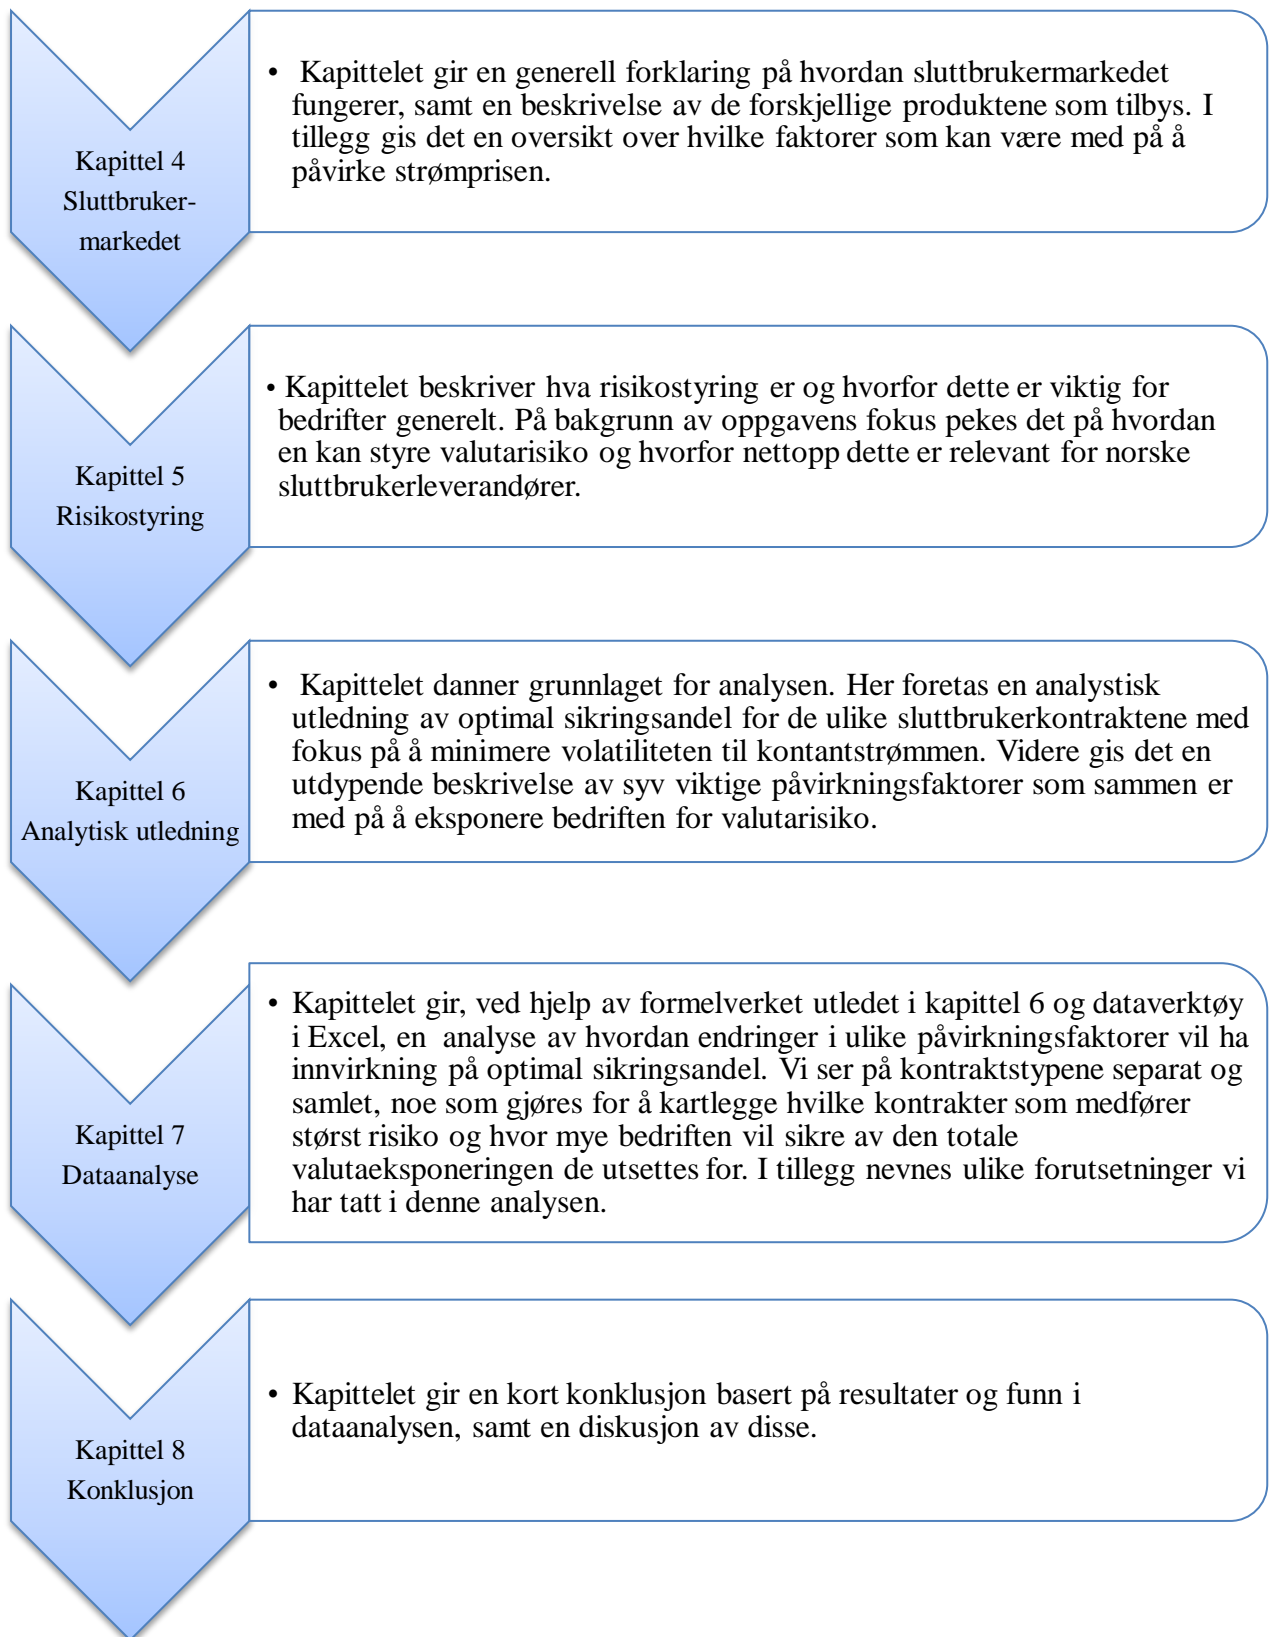 Kapittel 4
Sluttbruker-
markedet
• Kapittelet gir en generell forklaring på hvordan sluttbrukermarkedet
fungerer, samt en beskrivelse av de forskjellige produktene som tilbys. I
tillegg gis det en oversikt over hvilke faktorer som kan være med på å
påvirke strømprisen.
Kapittel 5
Risikostyring
• Kapittelet beskriver hva risikostyring er og hvorfor dette er viktig for
bedrifter generelt. På bakgrunn av oppgavens fokus pekes det på hvordan
en kan styre valutarisiko og hvorfor nettopp dette er relevant for norske
sluttbrukerleverandører.
Kapittel 6
Analytisk utledning
• Kapittelet danner grunnlaget for analysen. Her foretas en analystisk
utledning av optimal sikringsandel for de ulike sluttbrukerkontraktene med
fokus på å minimere volatiliteten til kontantstrømmen. Videre gis det en
utdypende beskrivelse av syv viktige påvirkningsfaktorer som sammen er
med på å eksponere bedriften for valutarisiko.
Kapittel 7
Dataanalyse
• Kapittelet gir, ved hjelp av formelverket utledet i kapittel 6 og dataverktøy
i Excel, en analyse av hvordan endringer i ulike påvirkningsfaktorer vil ha
innvirkning på optimal sikringsandel. Vi ser på kontraktstypene separat og
samlet, noe som gjøres for å kartlegge hvilke kontrakter som medfører
størst risiko og hvor mye bedriften vil sikre av den totale
valutaeksponeringen de utsettes for. I tillegg nevnes ulike forutsetninger vi
har tatt i denne analysen.
Kapittel 8
Konklusjon
• Kapittelet gir en kort konklusjon basert på resultater og funn i
dataanalysen, samt en diskusjon av disse.